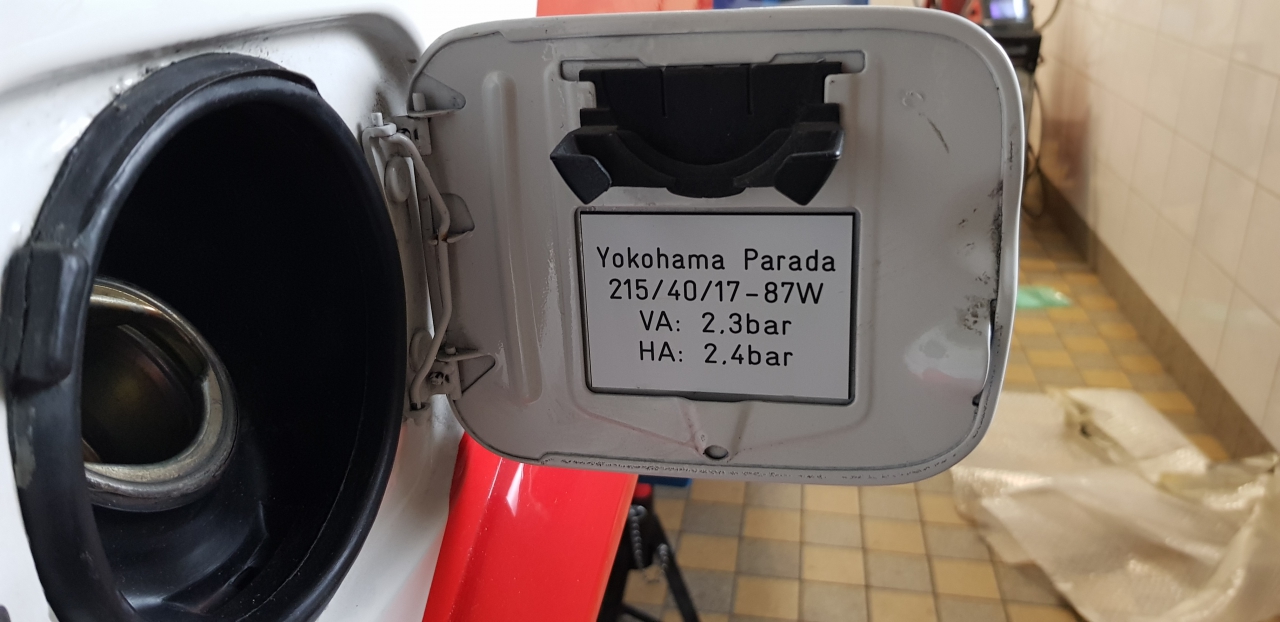 Yokohama Parada
215/40/17-87W
VA: 2.3bar
HA: 2.4bar